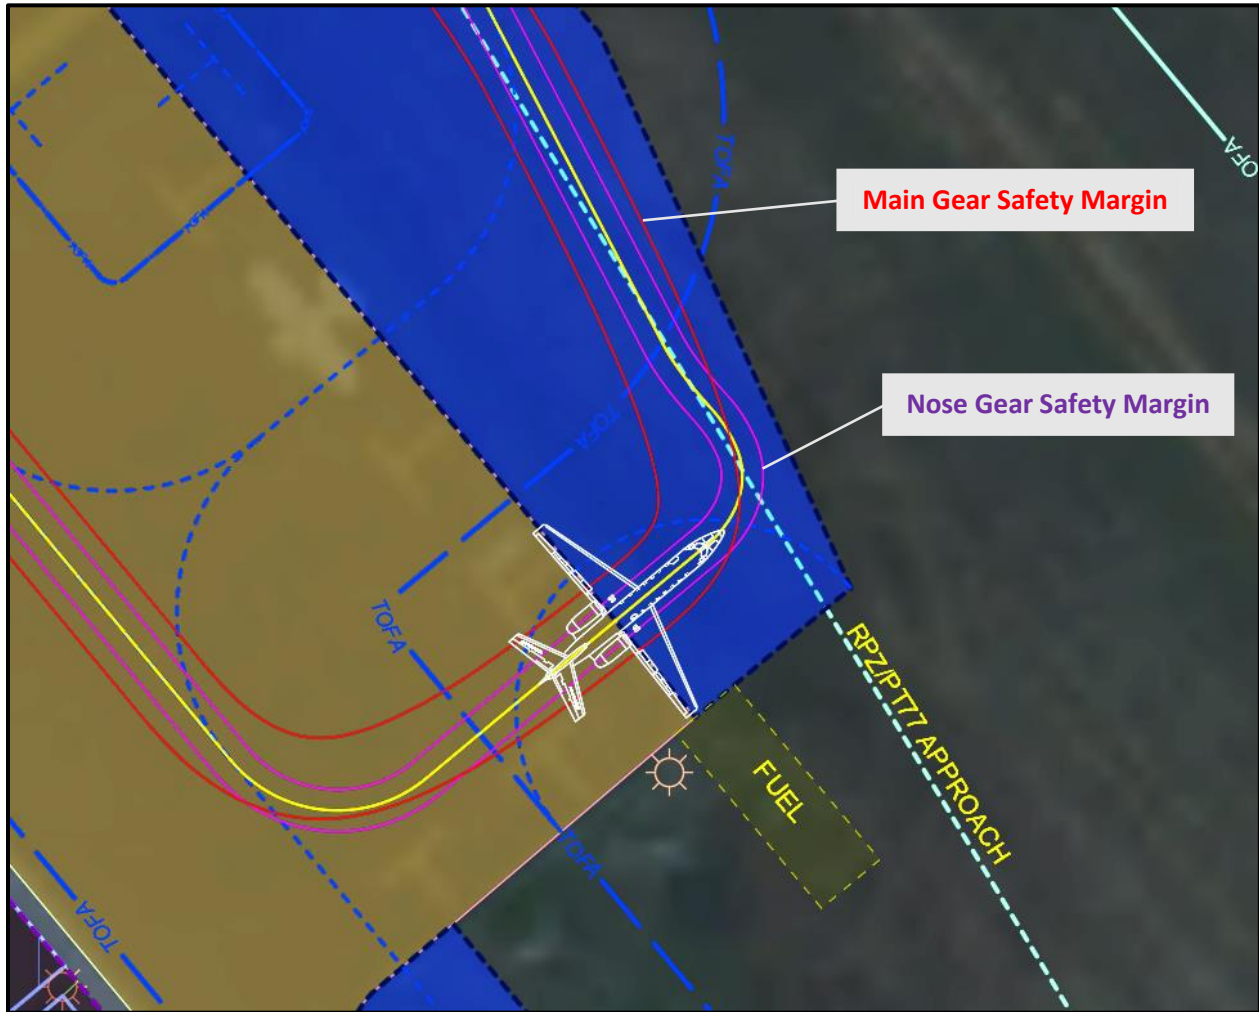 TOFA
OFA
Main Gear Safety Margin
Nose Gear Safety Margin
TOFA
TOFA
RPZ/PT77 APPROACH
FUEL
TOFA
TOFA